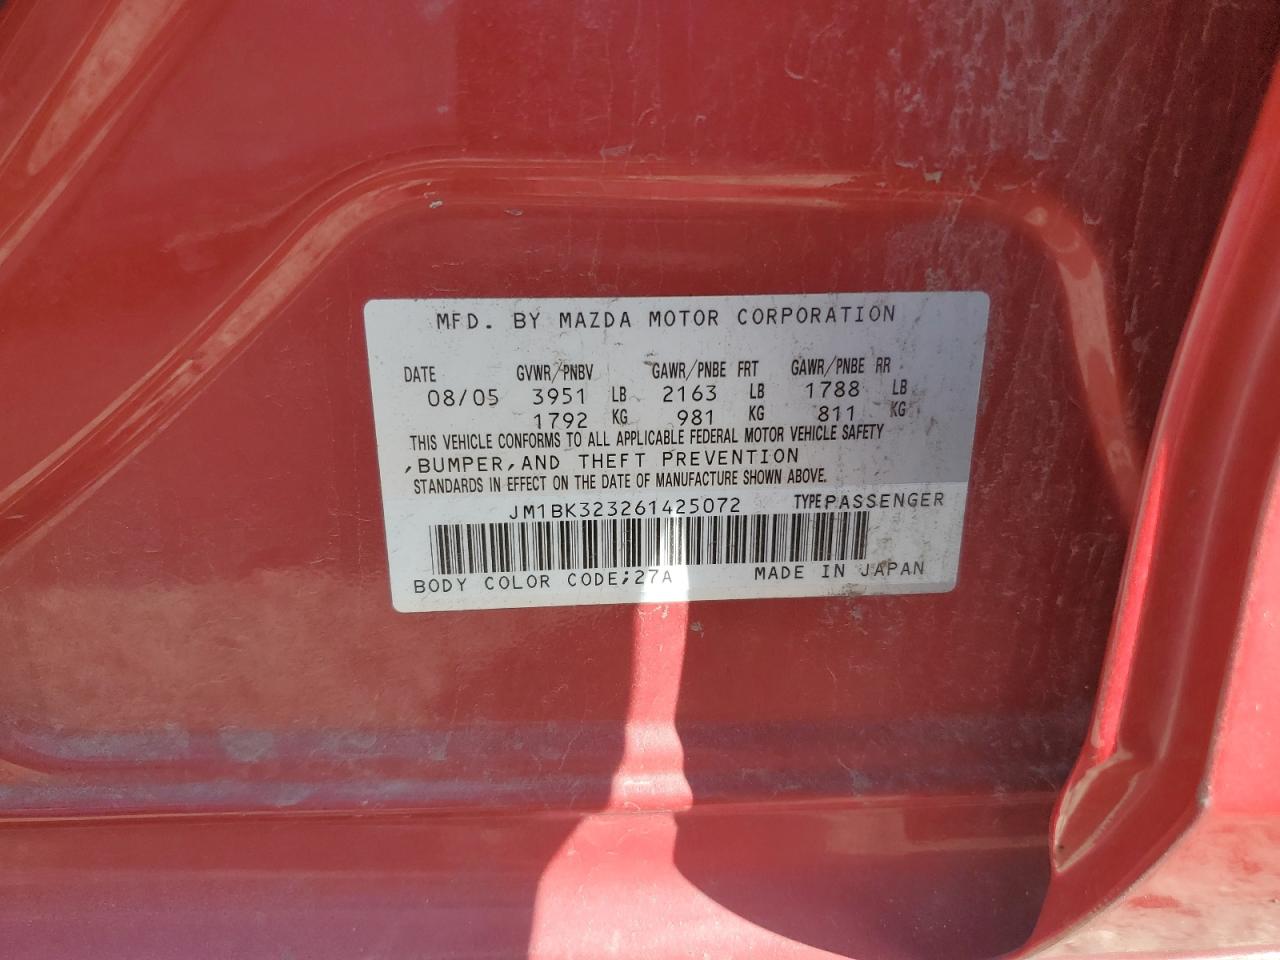 MFD. BY MAZDA MOTOR CORPORATION
DATE GVWR/PNBV GAWR/PNBE FRT GAWR/PNBE RR
08/05 3951 LB 2163 LB 1788 LB
1792 KG 981 KG 811 KG
THIS VEHICLE CONFORMS TO ALL APPLICABLE FEDERAL MOTOR VEHICLE SAFETY
,BUMPER,AND THEFT PREVENTION
STANDARDS IN EFFECT ON THE DATE OF MANUFACTURE SHOWN ABOVE.
JM1BK323261425072 TYPE PASSENGER
BODY COLOR CODE;27A MADE IN JAPAN